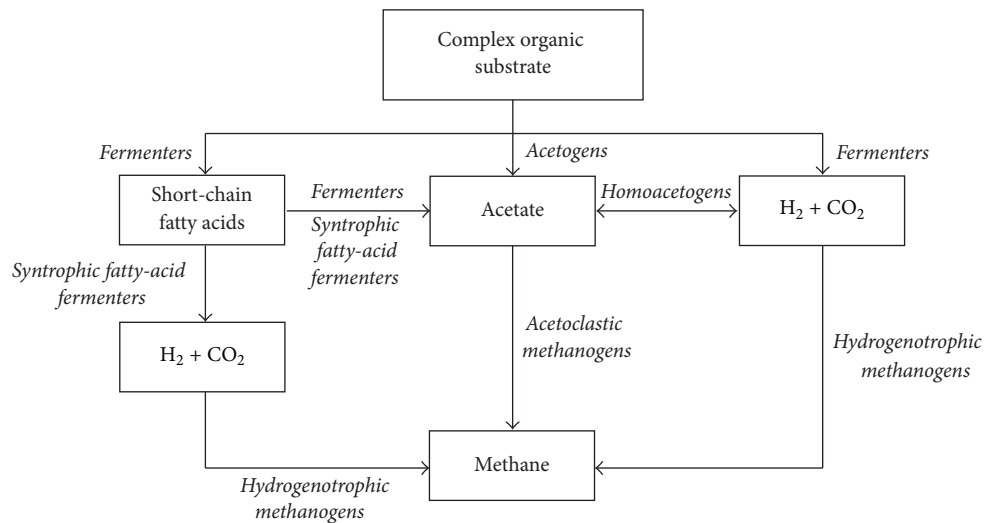 Complex organic
substrate
Fermenters
Acetogens
Fermenters
Short-chain
fatty acids
Fermenters
Syntrophic
fatty-acid
fermenters
Acetate
Homoacetogens
H₂ + CO₂
Syntrophic fatty-acid
fermenters
H₂ + CO₂
Acetoclastic
methanogens
Hydrogenotrophic
methanogens
Methane
Hydrogenotrophic
methanogens